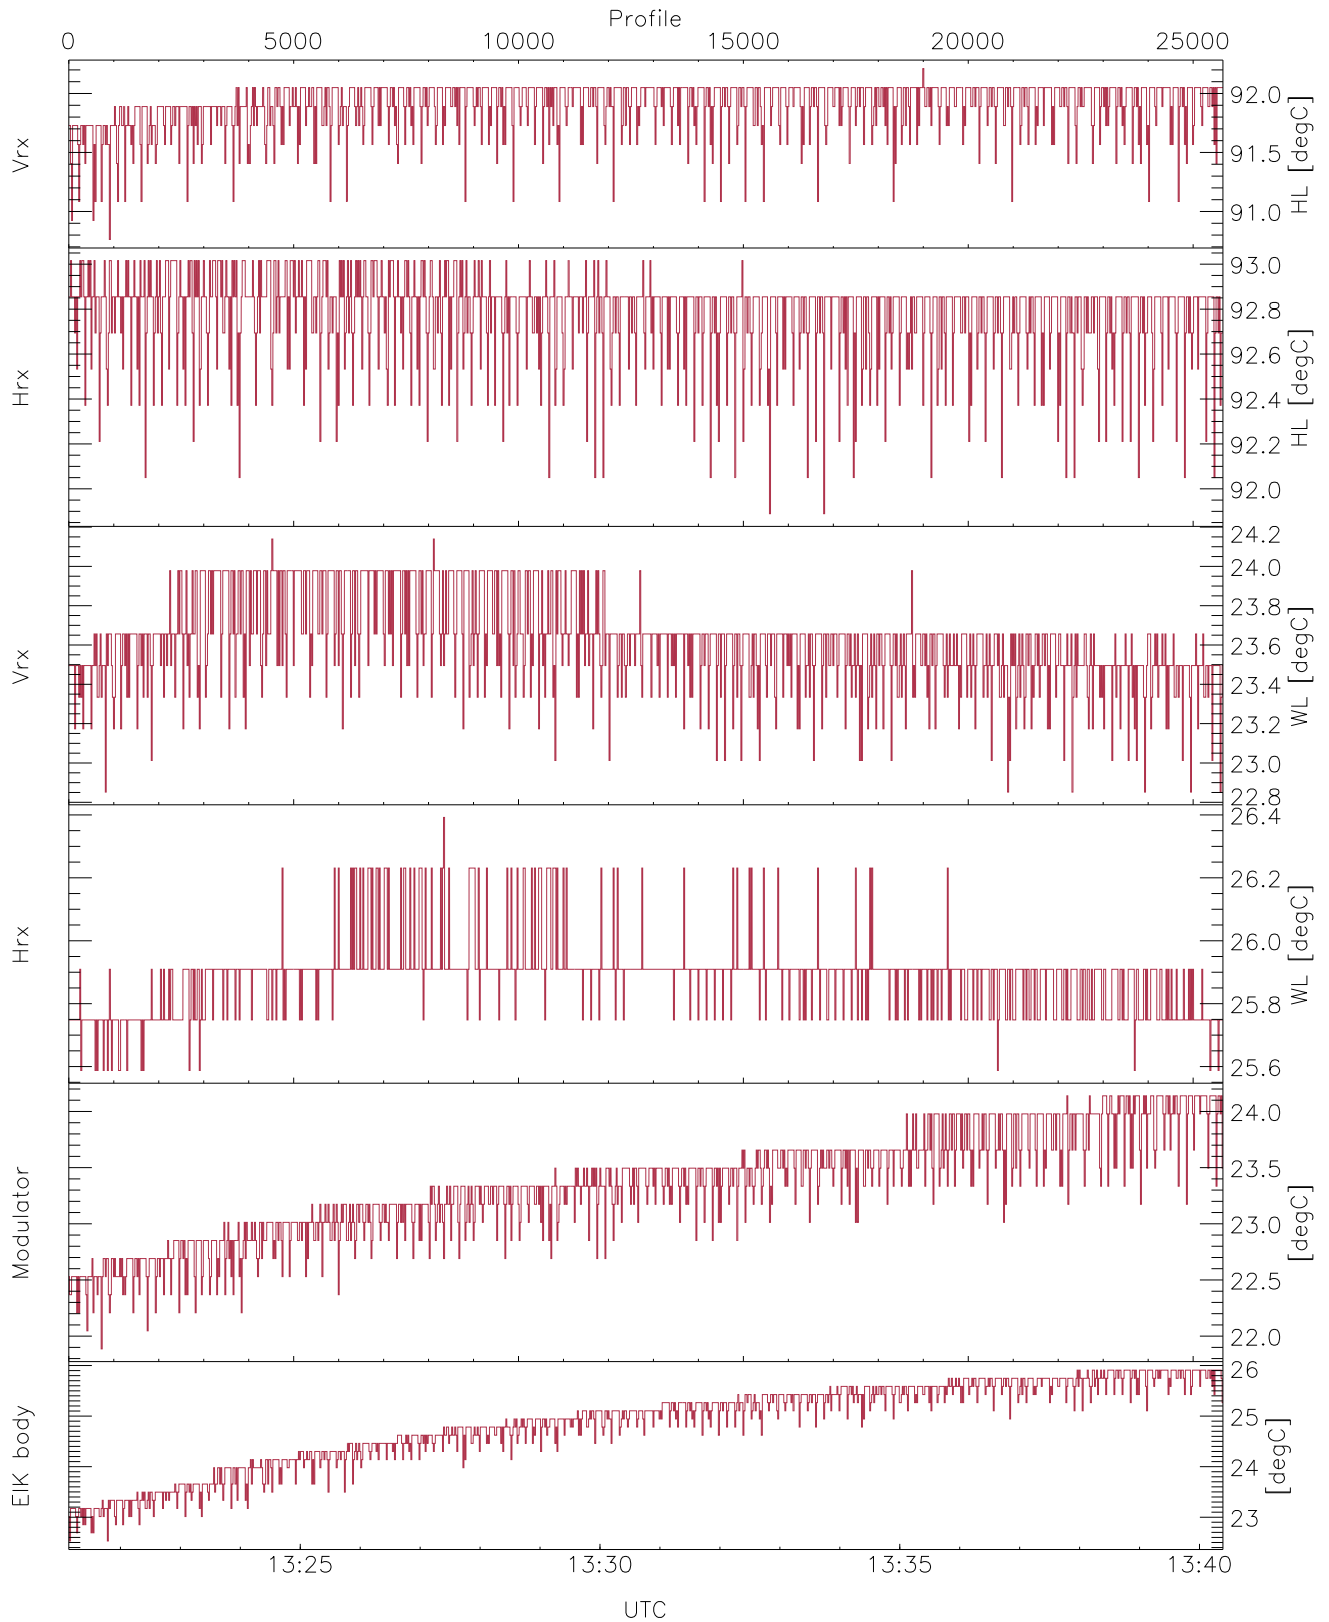 Profile
0 5000 10000 15000 20000 25000
Vrx
92.0
91.5
91.0
HL [degC]
Hrx
93.0
92.8
92.6
92.4
92.2
92.0
HL [degC]
Vrx
24.2
24.0
23.8
23.6
23.4
23.2
23.0
22.8
WL [degC]
Hrx
26.4
26.2
26.0
25.8
25.6
WL [degC]
Modulator
24.0
23.5
23.0
22.5
22.0
[degC]
EIK body
26
25
24
23
[degC]
13:25 13:30 13:35 13:40
UTC